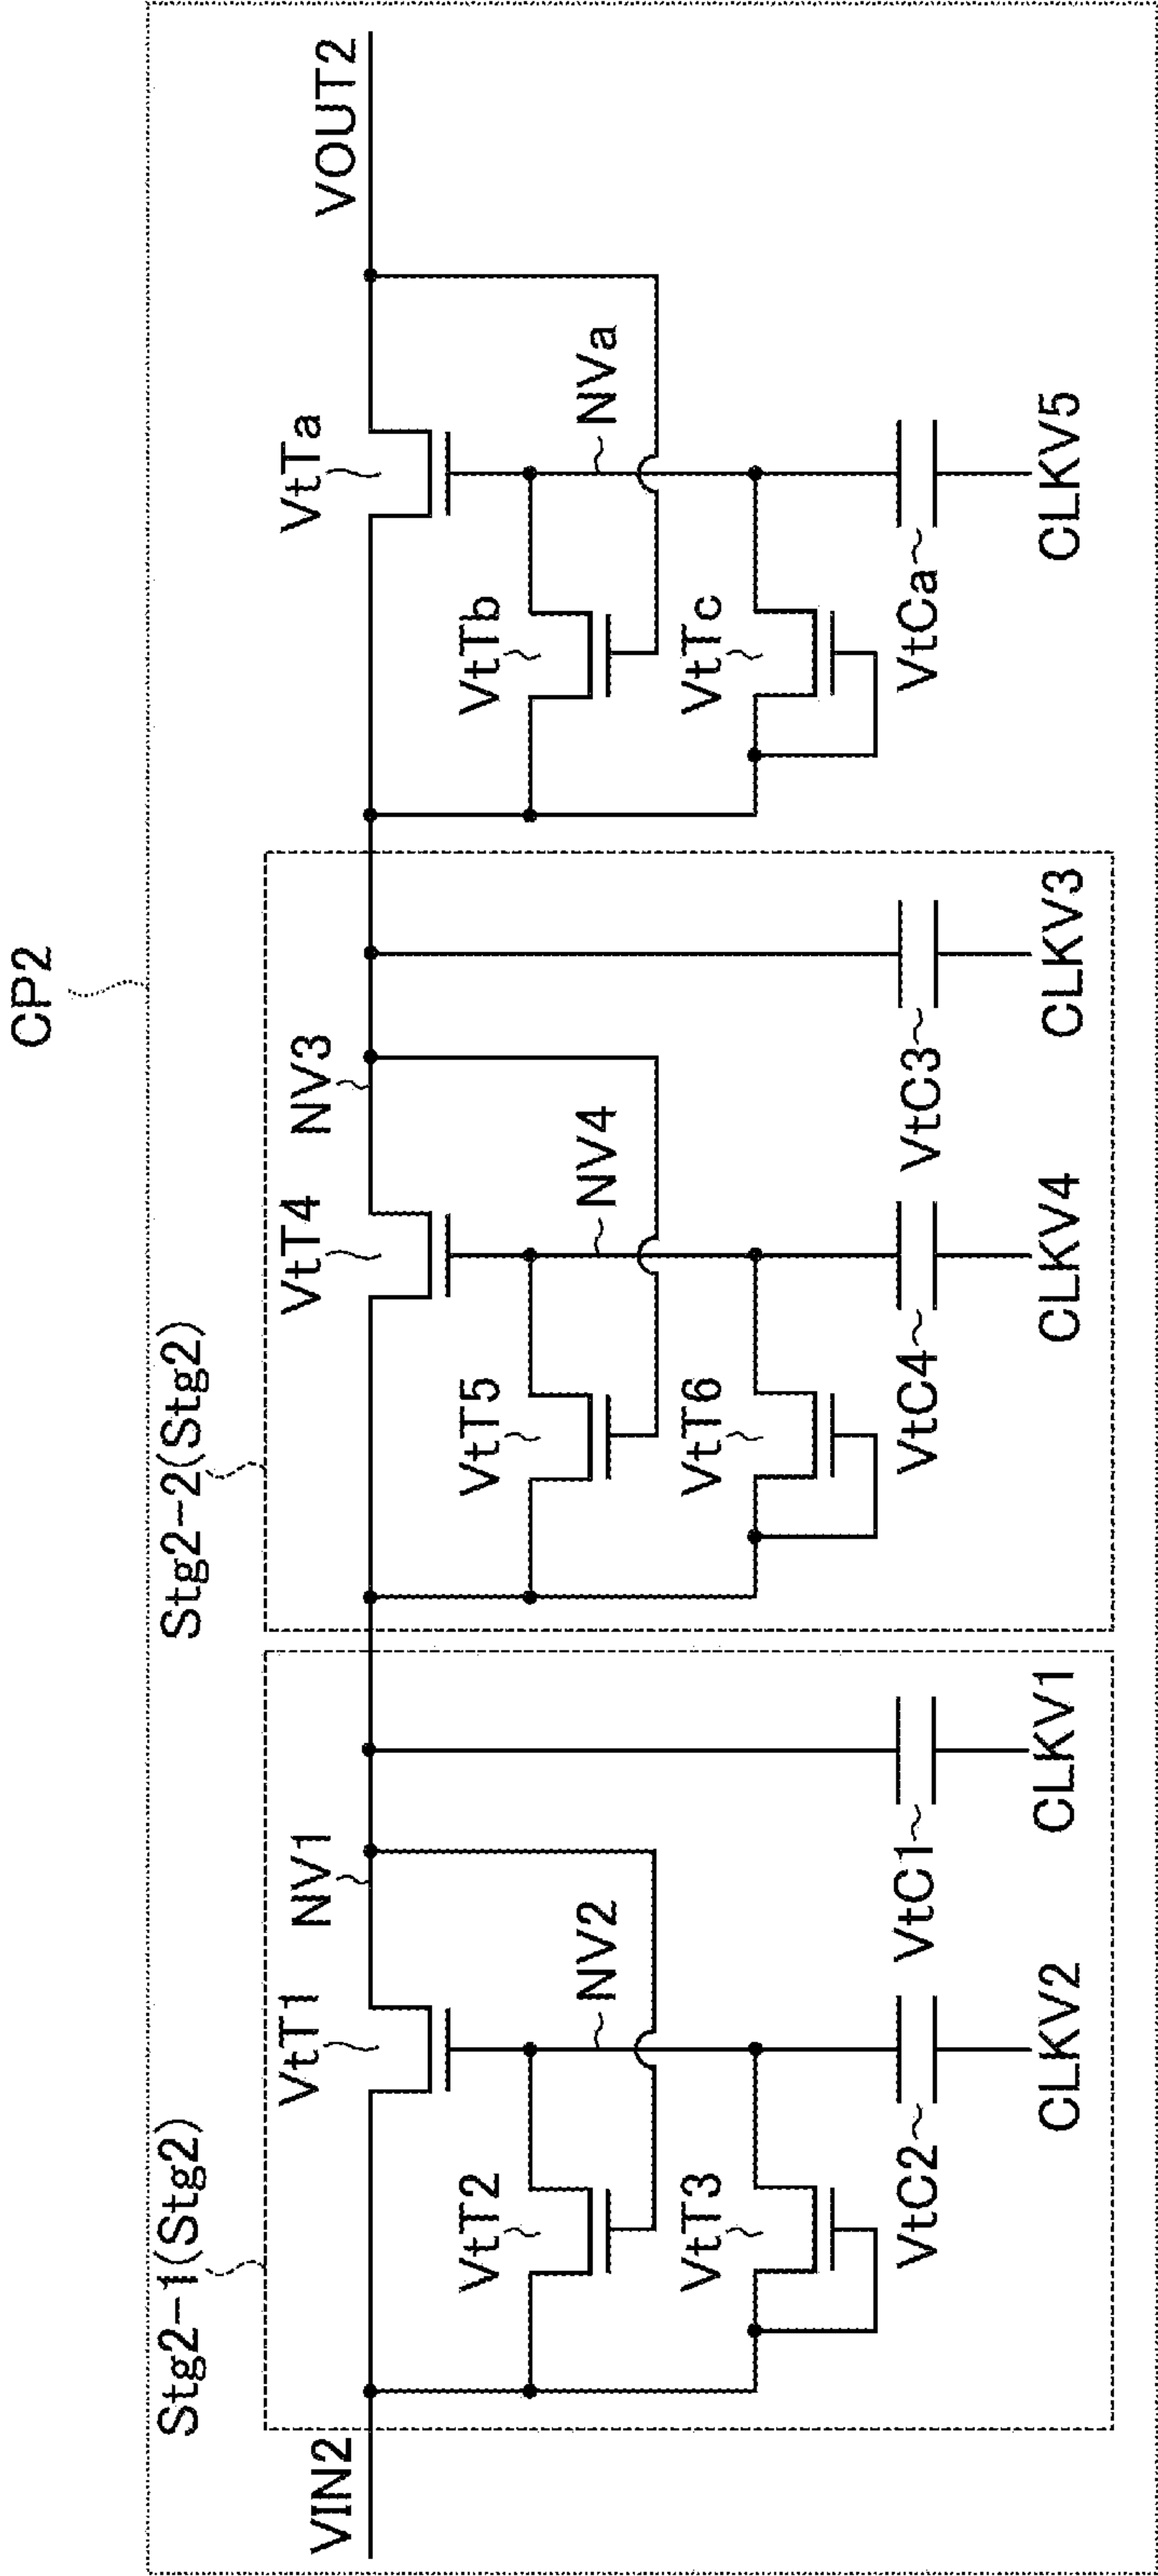 CP2
Stg2-1(Stg2)
Stg2-2(Stg2)
VIN2
VtT1
NV1
VtT4
NV3
VtTa
VOUT2
VtT2
NV2
VtT5
NV4
VtTb
NVa
VtT3
VtT6
VtTc
VtC2
VtC1
VtC4
VtC3
VtCa
CLKV2
CLKV1
CLKV4
CLKV3
CLKV5